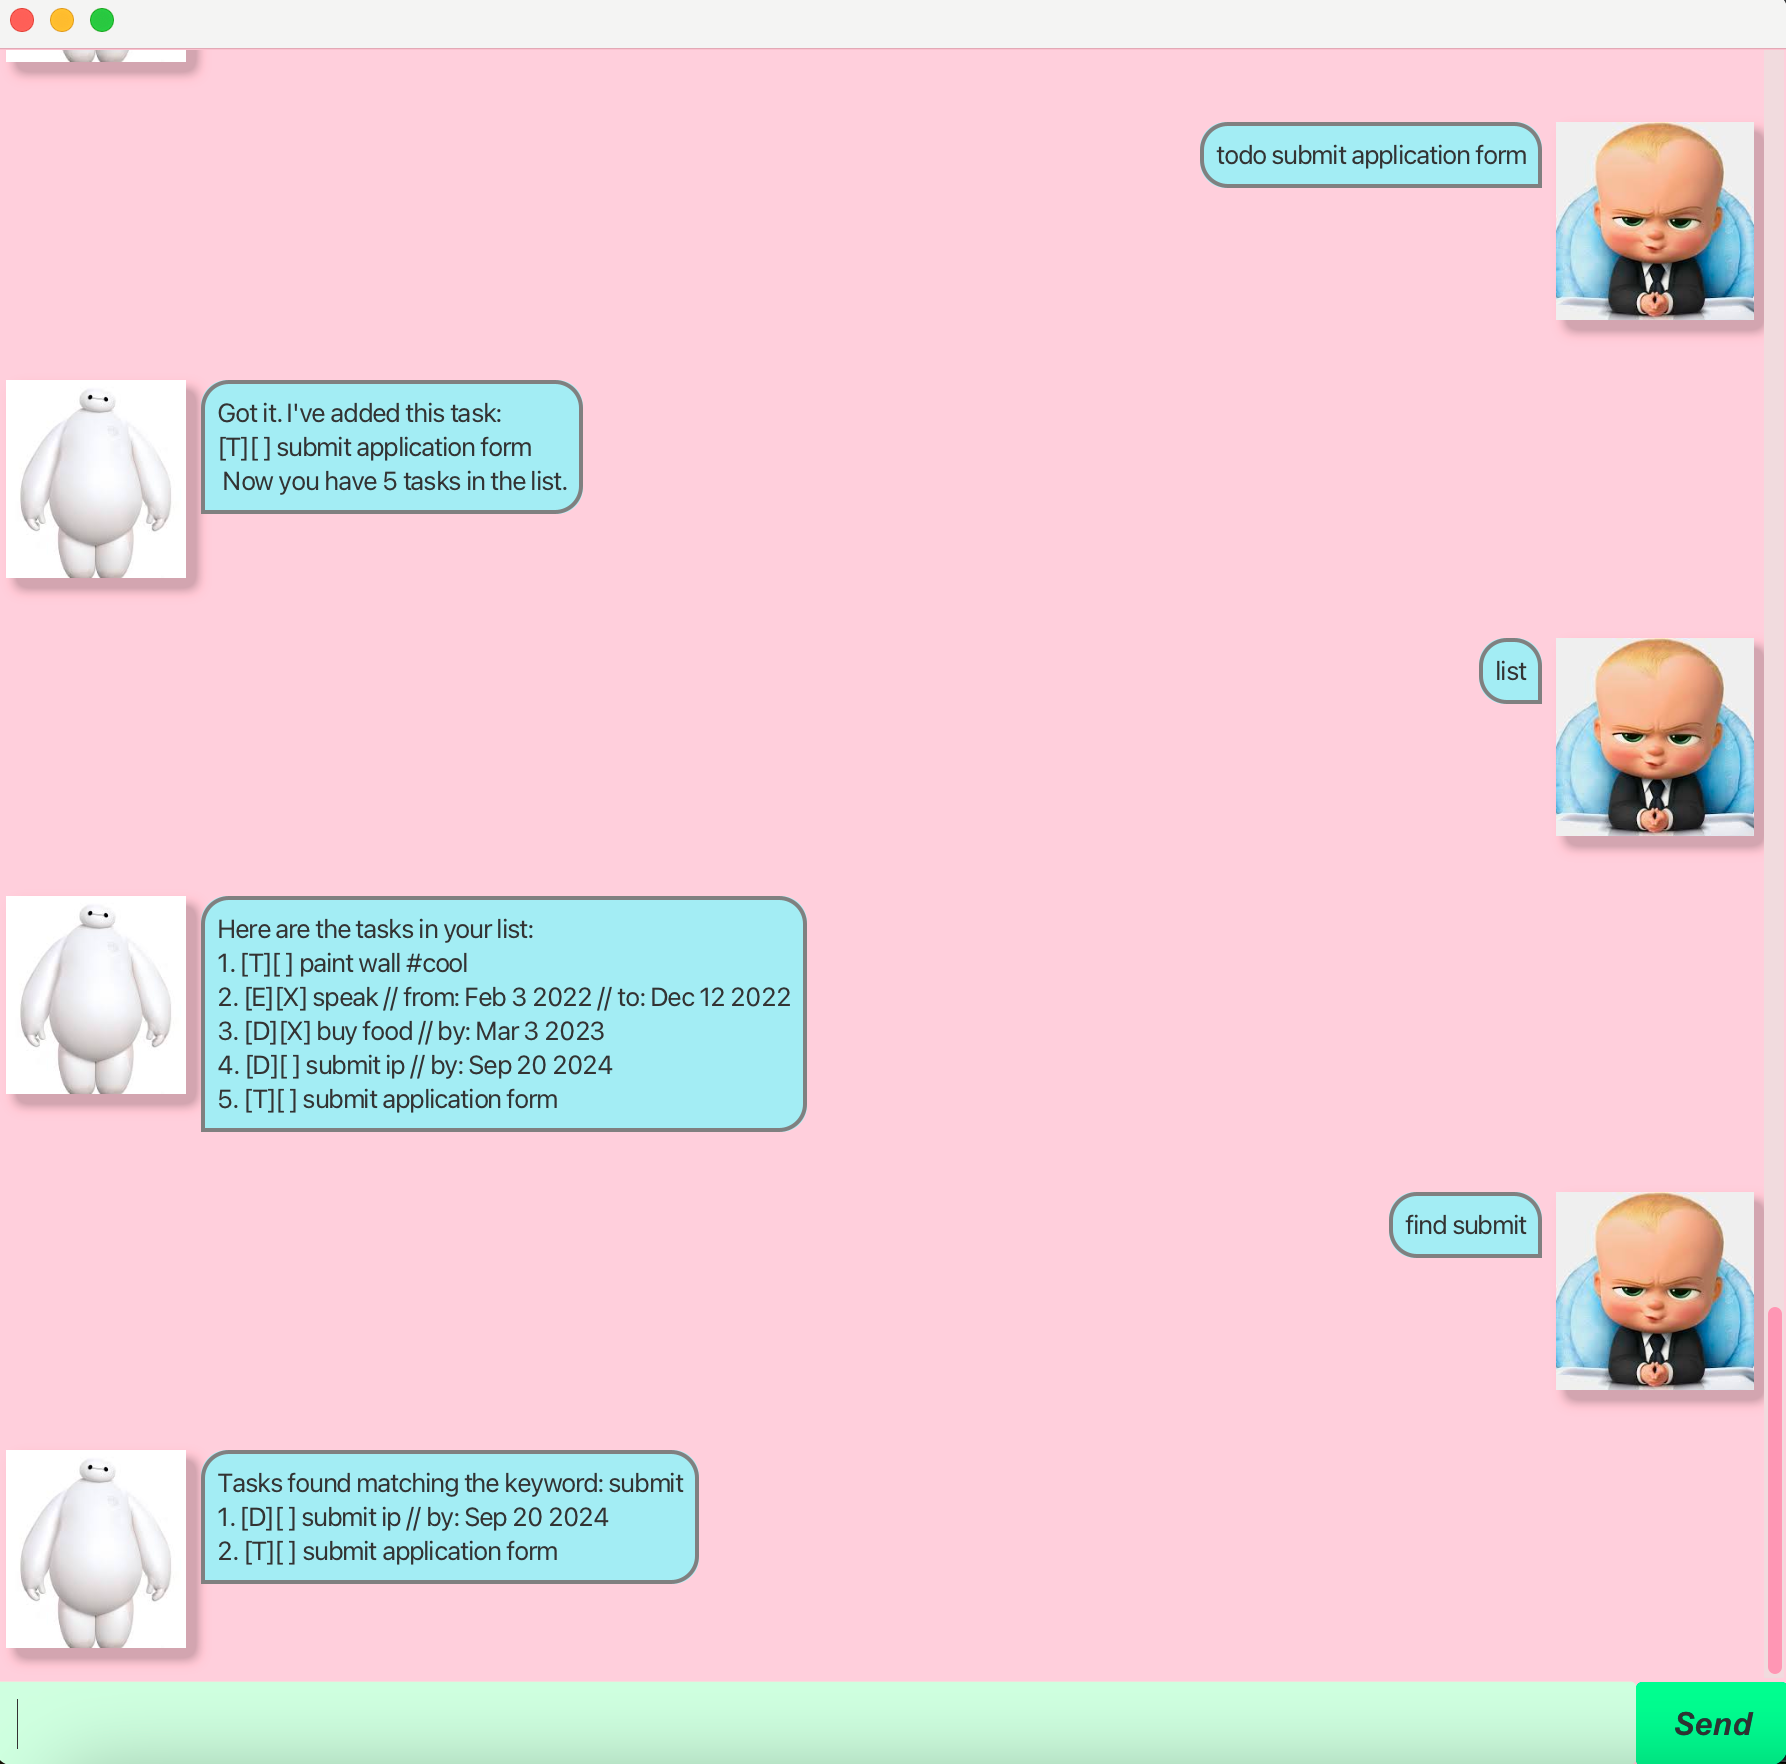 todo submit application form
Got it. I've added this task:
[T][ ] submit application form
Now you have 5 tasks in the list.
list
Here are the tasks in your list:
1. [T][ ] paint wall #cool
2. [E][X] speak // from: Feb 3 2022 // to: Dec 12 2022
3. [D][X] buy food // by: Mar 3 2023
4. [D][ ] submit ip // by: Sep 20 2024
5. [T][ ] submit application form
find submit
Tasks found matching the keyword: submit
1. [D][ ] submit ip // by: Sep 20 2024
2. [T][ ] submit application form
Send